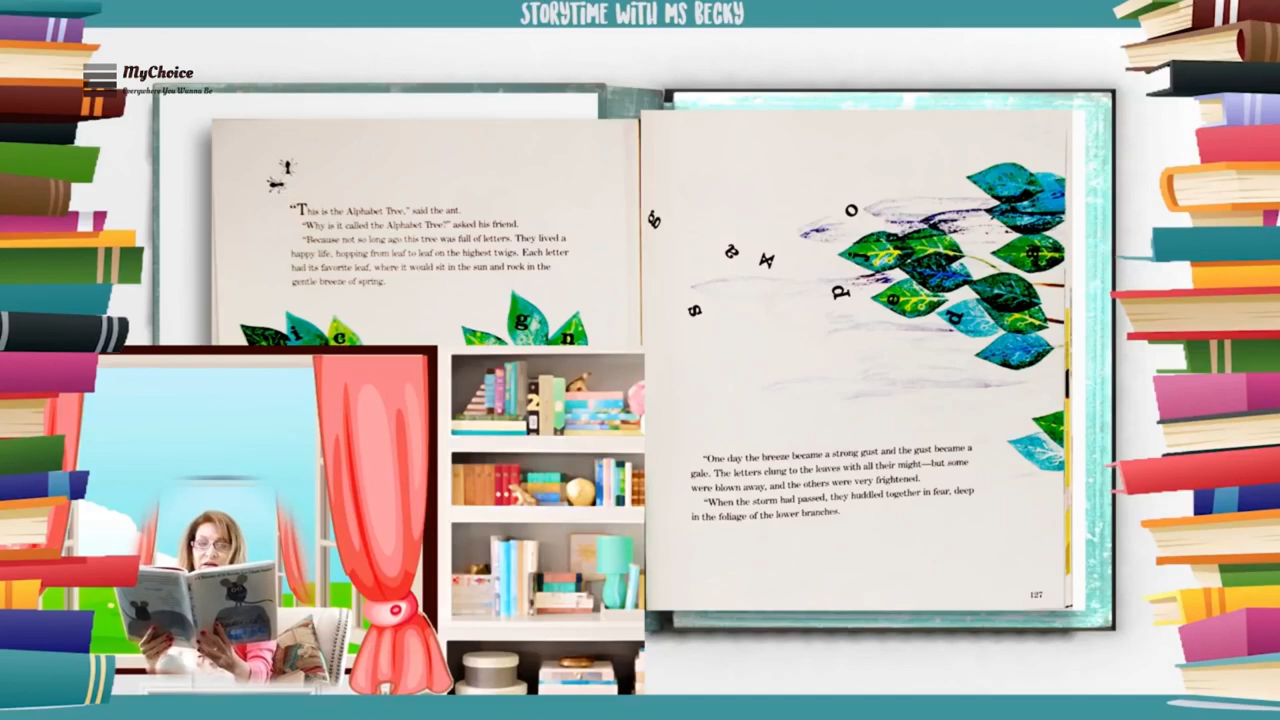 STORYTIME WITH MS BECKY
MyChoice
Everywhere You Wanna Be
“This is the Alphabet Tree,” said the ant.
“Why is it called the Alphabet Tree?” asked his friend.
“Because not so long ago this tree was full of letters. They lived a
happy life, hopping from leaf to leaf on the highest twigs. Each letter
had its favorite leaf, where it would sit in the sun and rock in the
gentle breeze of spring.
i c
g n
g
a
s
o
p
j
e
d
“One day the breeze became a strong gust and the gust became a
gale. The letters clung to the leaves with all their might—but some
were blown away, and the others were very frightened.
“When the storm had passed, they huddled together in fear, deep
in the foliage of the lower branches.
127
2